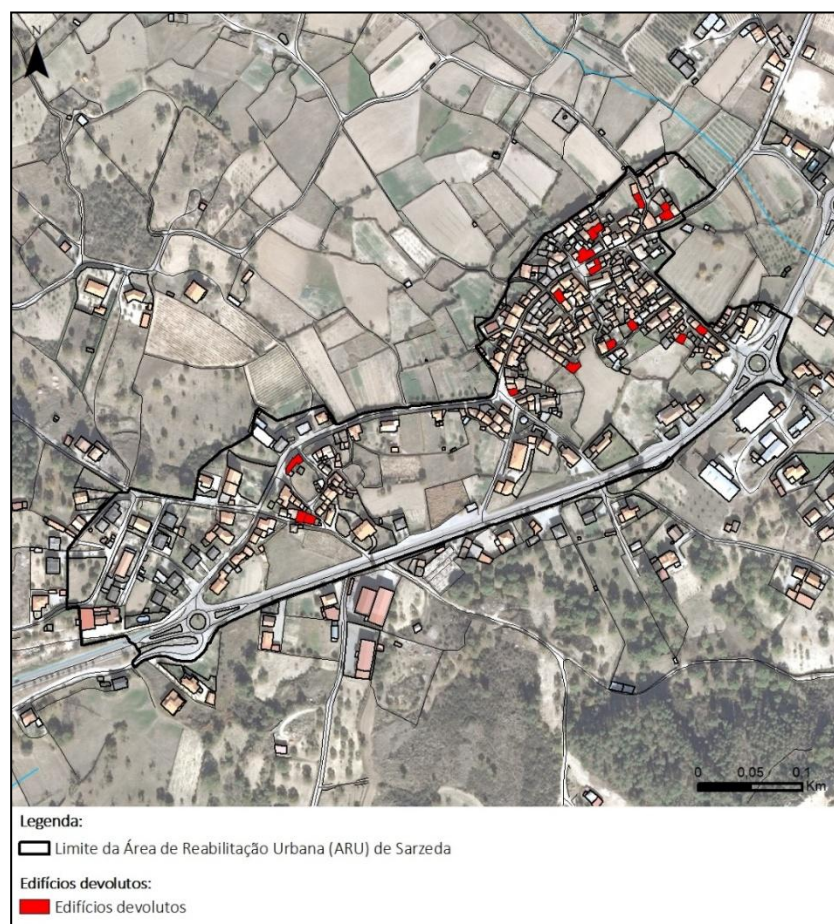 N
0 0,05 0,1
Km
Legenda:
Limite da Área de Reabilitação Urbana (ARU) de Sarzeda
Edifícios devolutos:
Edifícios devolutos